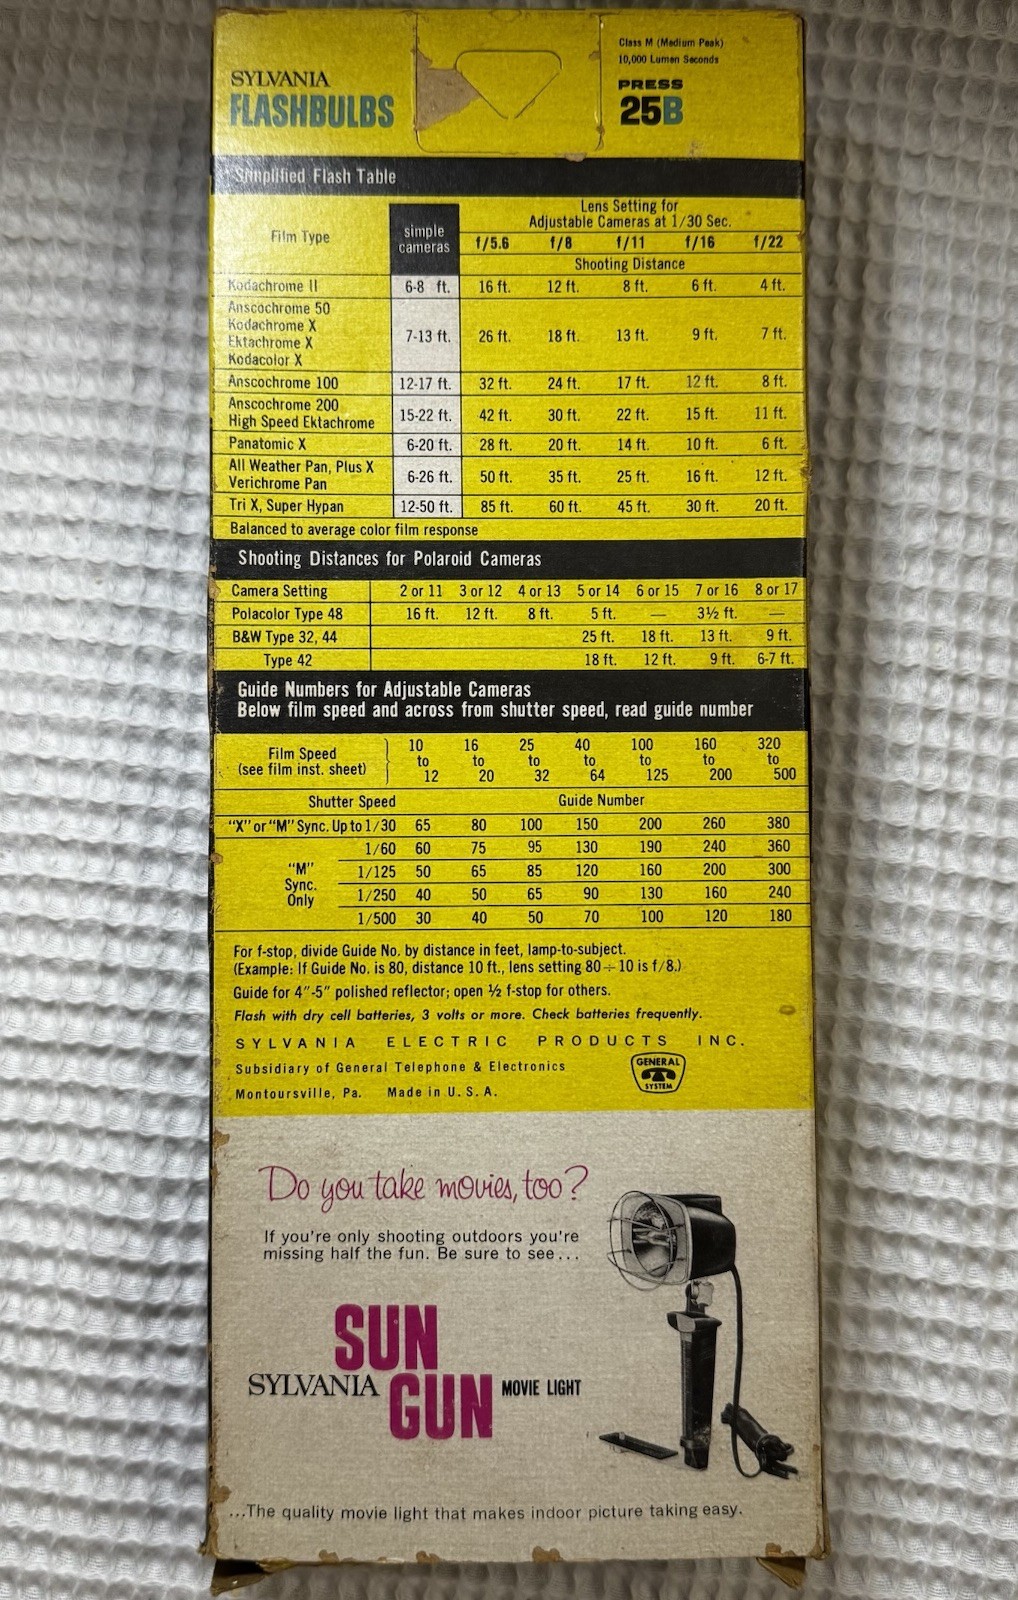 SYLVANIA
FLASHBULBS
Class M (Medium Peak)
10,000 Lumen Seconds
PRESS
25B
Simplified Flash Table
Film Type
simple
cameras
Lens Setting for
Adjustable Cameras at 1/30 Sec.
f/5.6 f/8 f/11 f/16 f/22
Shooting Distance
Kodachrome II 6-8 ft. 16 ft. 12 ft. 8 ft. 6 ft. 4 ft.
Anscochrome 50
Kodachrome X
Ektachrome X
Kodacolor X
7-13 ft. 26 ft. 18 ft. 13 ft. 9 ft. 7 ft.
Anscochrome 100 12-17 ft. 32 ft. 24 ft. 17 ft. 12 ft. 8 ft.
Anscochrome 200
High Speed Ektachrome
15-22 ft. 42 ft. 30 ft. 22 ft. 15 ft. 11 ft.
Panatomic X 6-20 ft. 28 ft. 20 ft. 14 ft. 10 ft. 6 ft.
All Weather Pan, Plus X
Verichrome Pan
6-26 ft. 50 ft. 35 ft. 25 ft. 16 ft. 12 ft.
Tri X, Super Hypan 12-50 ft. 85 ft. 60 ft. 45 ft. 30 ft. 20 ft.
Balanced to average color film response
Shooting Distances for Polaroid Cameras
Camera Setting 2 or 11 3 or 12 4 or 13 5 or 14 6 or 15 7 or 16 8 or 17
Polacolor Type 48 16 ft. 12 ft. 8 ft. 5 ft. — 3½ ft. —
B&W Type 32, 44 25 ft. 18 ft. 13 ft. 9 ft.
Type 42 18 ft. 12 ft. 9 ft. 6-7 ft.
Guide Numbers for Adjustable Cameras
Below film speed and across from shutter speed, read guide number
Film Speed
(see film inst. sheet)
10 16 25 40 100 160 320
to to to to to to to
12 20 32 64 125 200 500
Shutter Speed Guide Number
"X" or "M" Sync. Up to 1/30 65 80 100 150 200 260 380
"M"
Sync.
Only
1/60 60 75 95 130 190 240 360
1/125 50 65 85 120 160 200 300
1/250 40 50 65 90 130 160 240
1/500 30 40 50 70 100 120 180
For f-stop, divide Guide No. by distance in feet, lamp-to-subject.
(Example: If Guide No. is 80, distance 10 ft., lens setting 80 ÷ 10 is f/8.)
Guide for 4"-5" polished reflector; open ½ f-stop for others.
Flash with dry cell batteries, 3 volts or more. Check batteries frequently.
SYLVANIA ELECTRIC PRODUCTS INC.
Subsidiary of General Telephone & Electronics
Montoursville, Pa. Made in U.S.A.
GENERAL
SYSTEM
Do you take movies, too?
If you're only shooting outdoors you're
missing half the fun. Be sure to see...
SUN
SYLVANIA GUN MOVIE LIGHT
...The quality movie light that makes indoor picture taking easy.